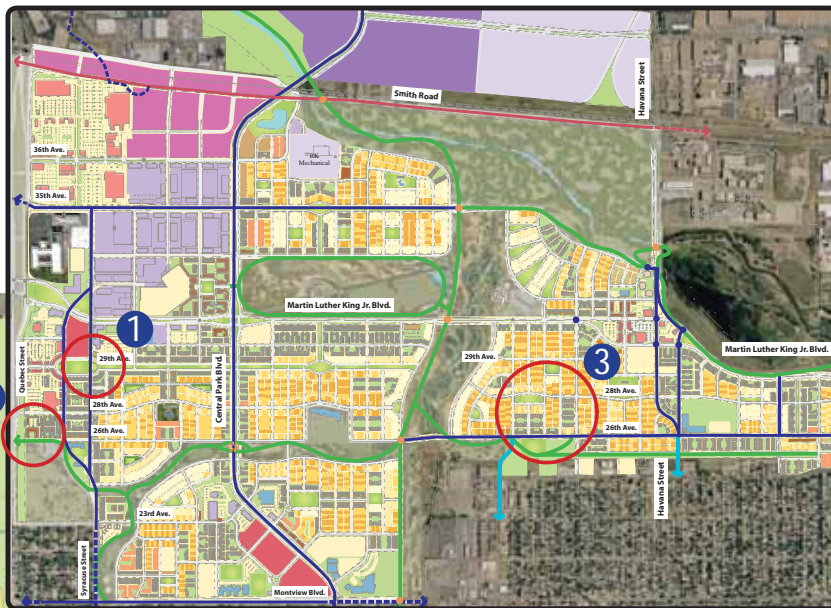 Smith Road
Havana Street
36th Ave.
RK
Mechanical
35th Ave.
Martin Luther King Jr. Blvd.
1
3
Quebec Street
29th Ave.
Central Park Blvd.
29th Ave.
Martin Luther King Jr. Blvd.
28th Ave.
28th Ave.
26th Ave.
26th Ave.
Havana Street
23rd Ave.
Syracuse Street
Montview Blvd.